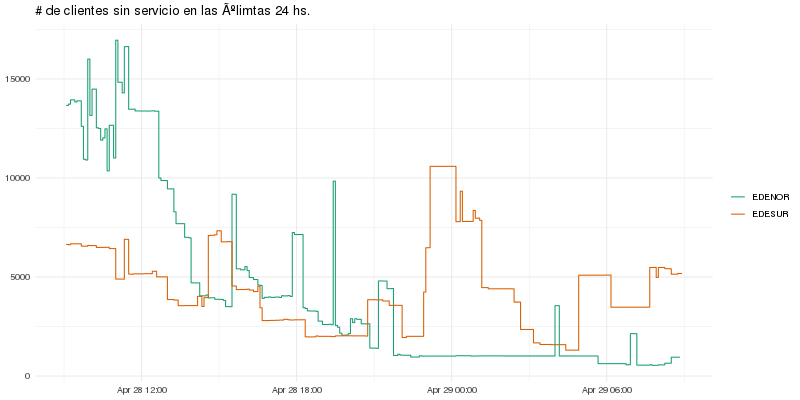 # de clientes sin servicio en las Ãºlimtas 24 hs.
15000
10000
5000
0
Apr 28 12:00
Apr 28 18:00
Apr 29 00:00
Apr 29 06:00
EDENOR
EDESUR